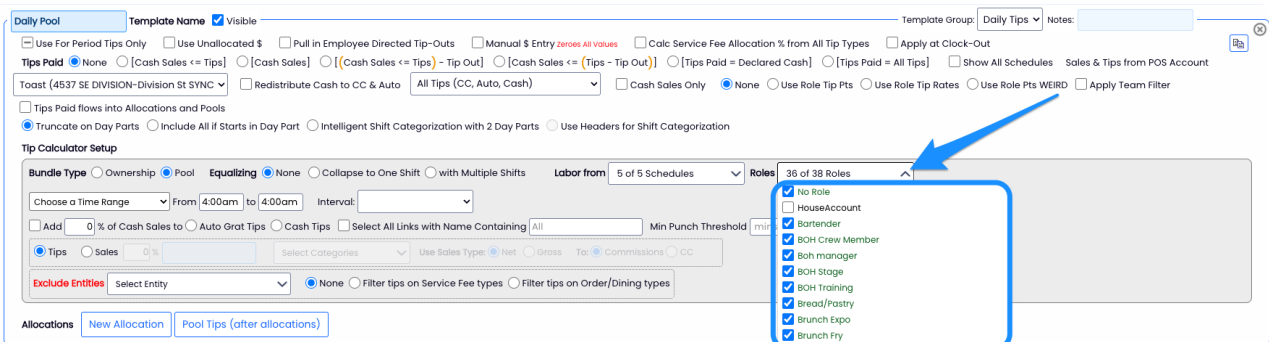 Daily Pool Template Name Visible Template Group: Daily Tips Notes:
Use For Period Tips Only Use Unallocated $ Pull in Employee Directed Tip-Outs Manual $ Entry Zeroes All Values Calc Service Fee Allocation % from All Tip Types Apply at Clock-Out
Tips Paid None [Cash Sales <= Tips] [Cash Sales] [(Cash Sales <= Tips) - Tip Out] [Cash Sales <= (Tips - Tip Out)] [Tips Paid = Declared Cash] [Tips Paid = All Tips] Show All Schedules Sales & Tips from POS Account
Toast (4537 SE DIVISION-Division St SYNC Redistribute Cash to CC & Auto All Tips (CC, Auto, Cash) Cash Sales Only None Use Role Tip Pts Use Role Tip Rates Use Role Pts WEIRD Apply Team Filter
Tips Paid flows into Allocations and Pools
Truncate on Day Parts Include All if Starts in Day Part Intelligent Shift Categorization with 2 Day Parts Use Headers for Shift Categorization
Tip Calculator Setup
Bundle Type Ownership Pool Equalizing None Collapse to One Shift with Multiple Shifts Labor from 5 of 5 Schedules Roles 36 of 38 Roles
No Role
Choose a Time Range From 4:00am to 4:00am Interval:
HouseAccount
Add 0 % of Cash Sales to Auto Grat Tips Cash Tips Select All Links with Name Containing All Min Punch Threshold
Bartender
BOH Crew Member
Tips Sales 0 % Select Categories Use Sales Type: Net Gross To: Commissions CC
Boh manager
BOH Stage
Exclude Entities Select Entity None Filter tips on Service Fee types Filter tips on Order/Dining types
BOH Training
Bread/Pastry
Brunch Expo
Allocations New Allocation Pool Tips (after allocations)
Brunch Fry